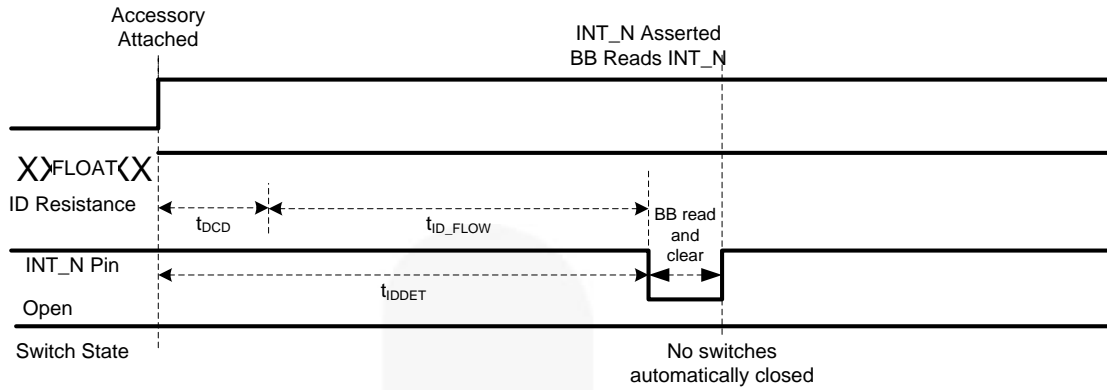 Accessory
Attached
INT_N Asserted
BB Reads INT_N
X>FLOAT<X
ID Resistance
tDCD
tID_FLOW
BB read
and
clear
INT_N Pin
tIDDET
Open
Switch State
No switches
automatically closed